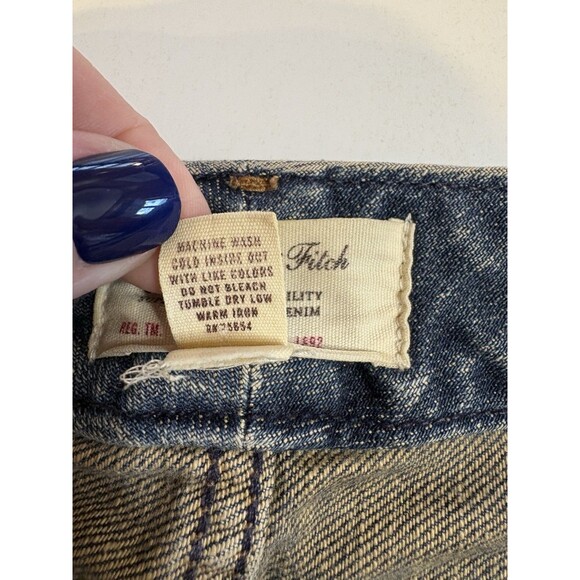 MACHINE WASH
COLD INSIDE OUT
WITH LIKE COLORS
DO NOT BLEACH
TUMBLE DRY LOW
WARM IRON
RN 75654
Fitch
ILITY
ENIM
REG. TM.
1892